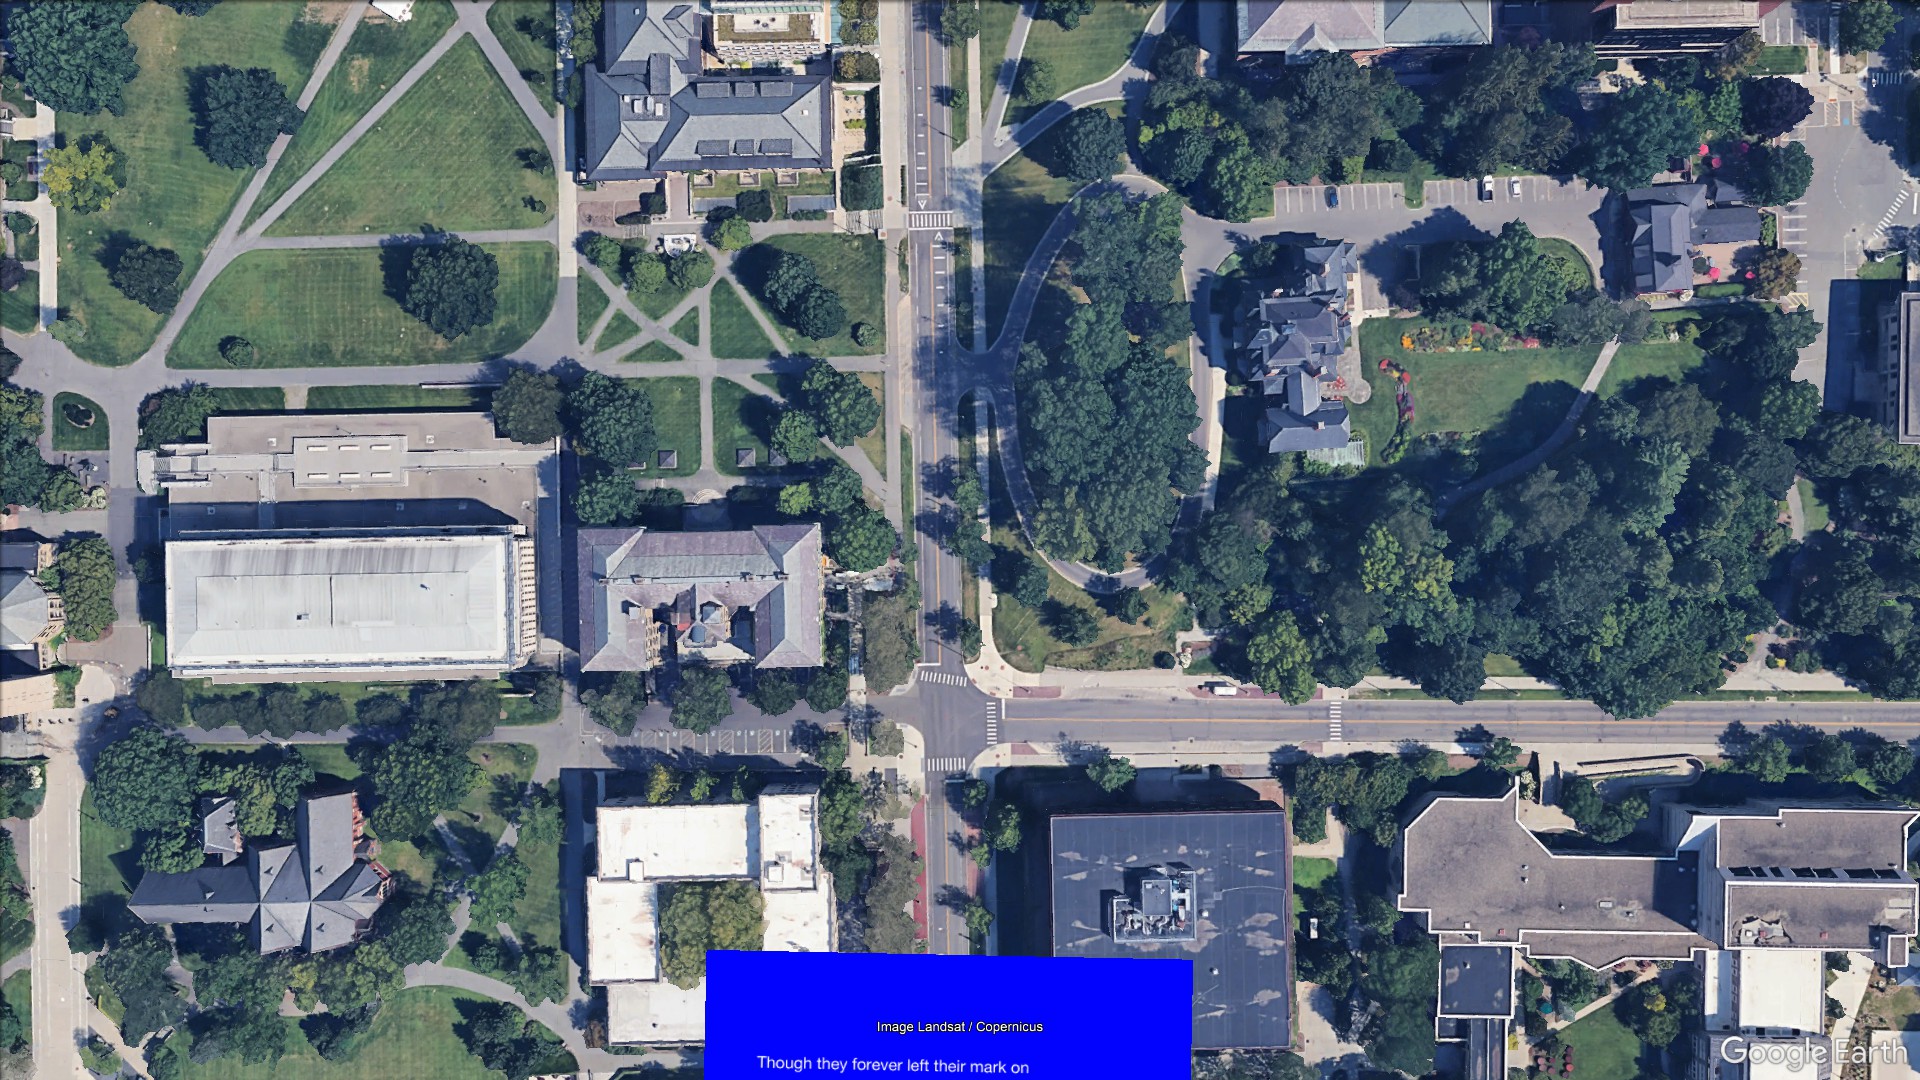 Image Landsat / Copernicus
Though they forever left their mark on
Google Earth